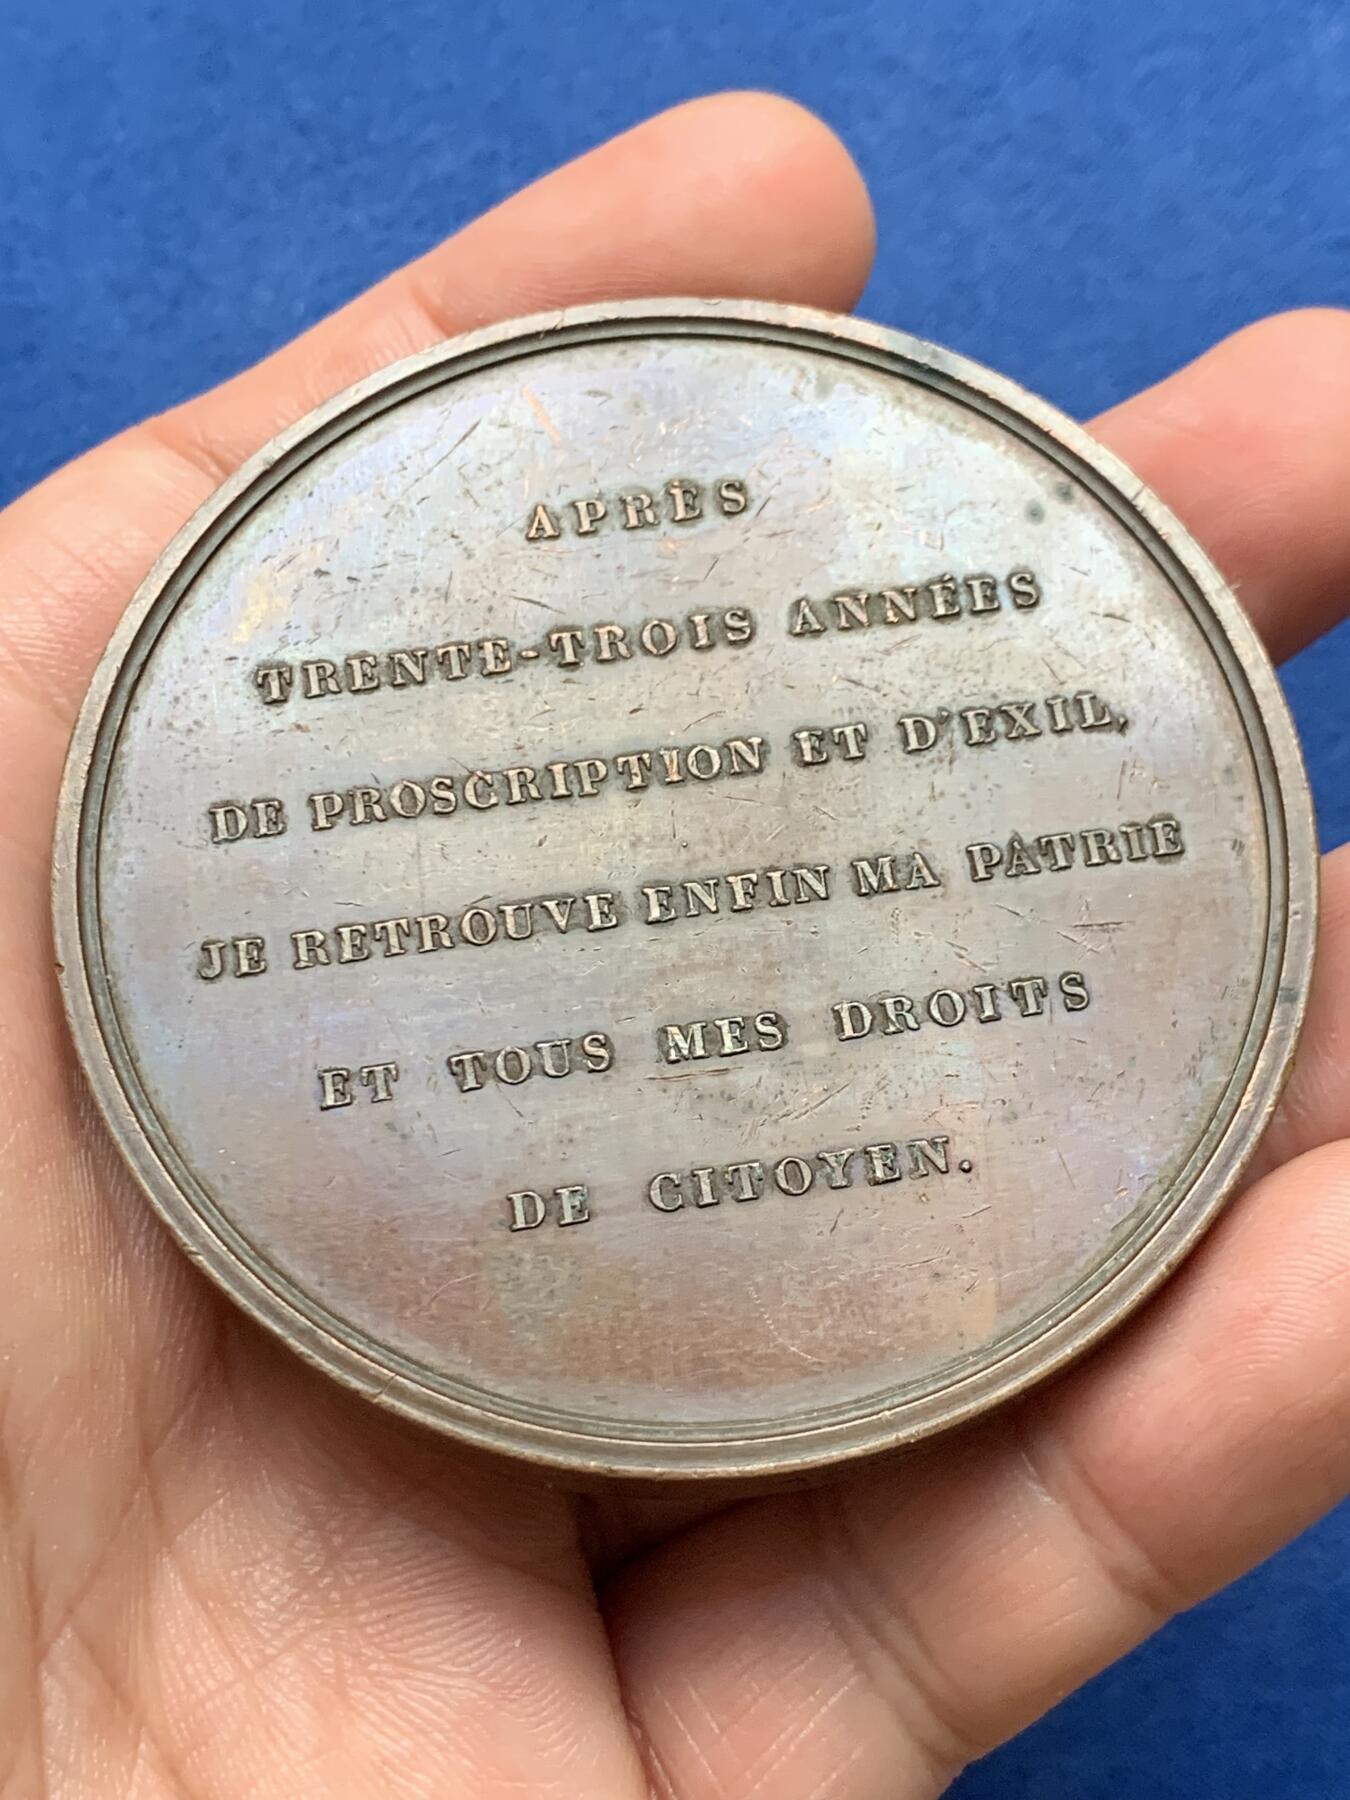 APRÈS
TRENTE-TROIS ANNÉES
DE PROSCRIPTION ET D'EXIL,
JE RETROUVE ENFIN MA PATRIE
ET TOUS MES DROITS
DE CITOYEN.